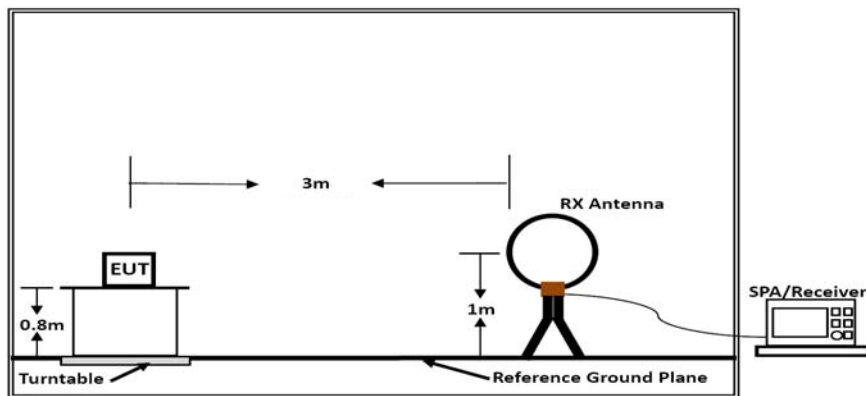 3m
RX Antenna
EUT
SPA/Receiver
0.8m
1m
Turntable
Reference Ground Plane